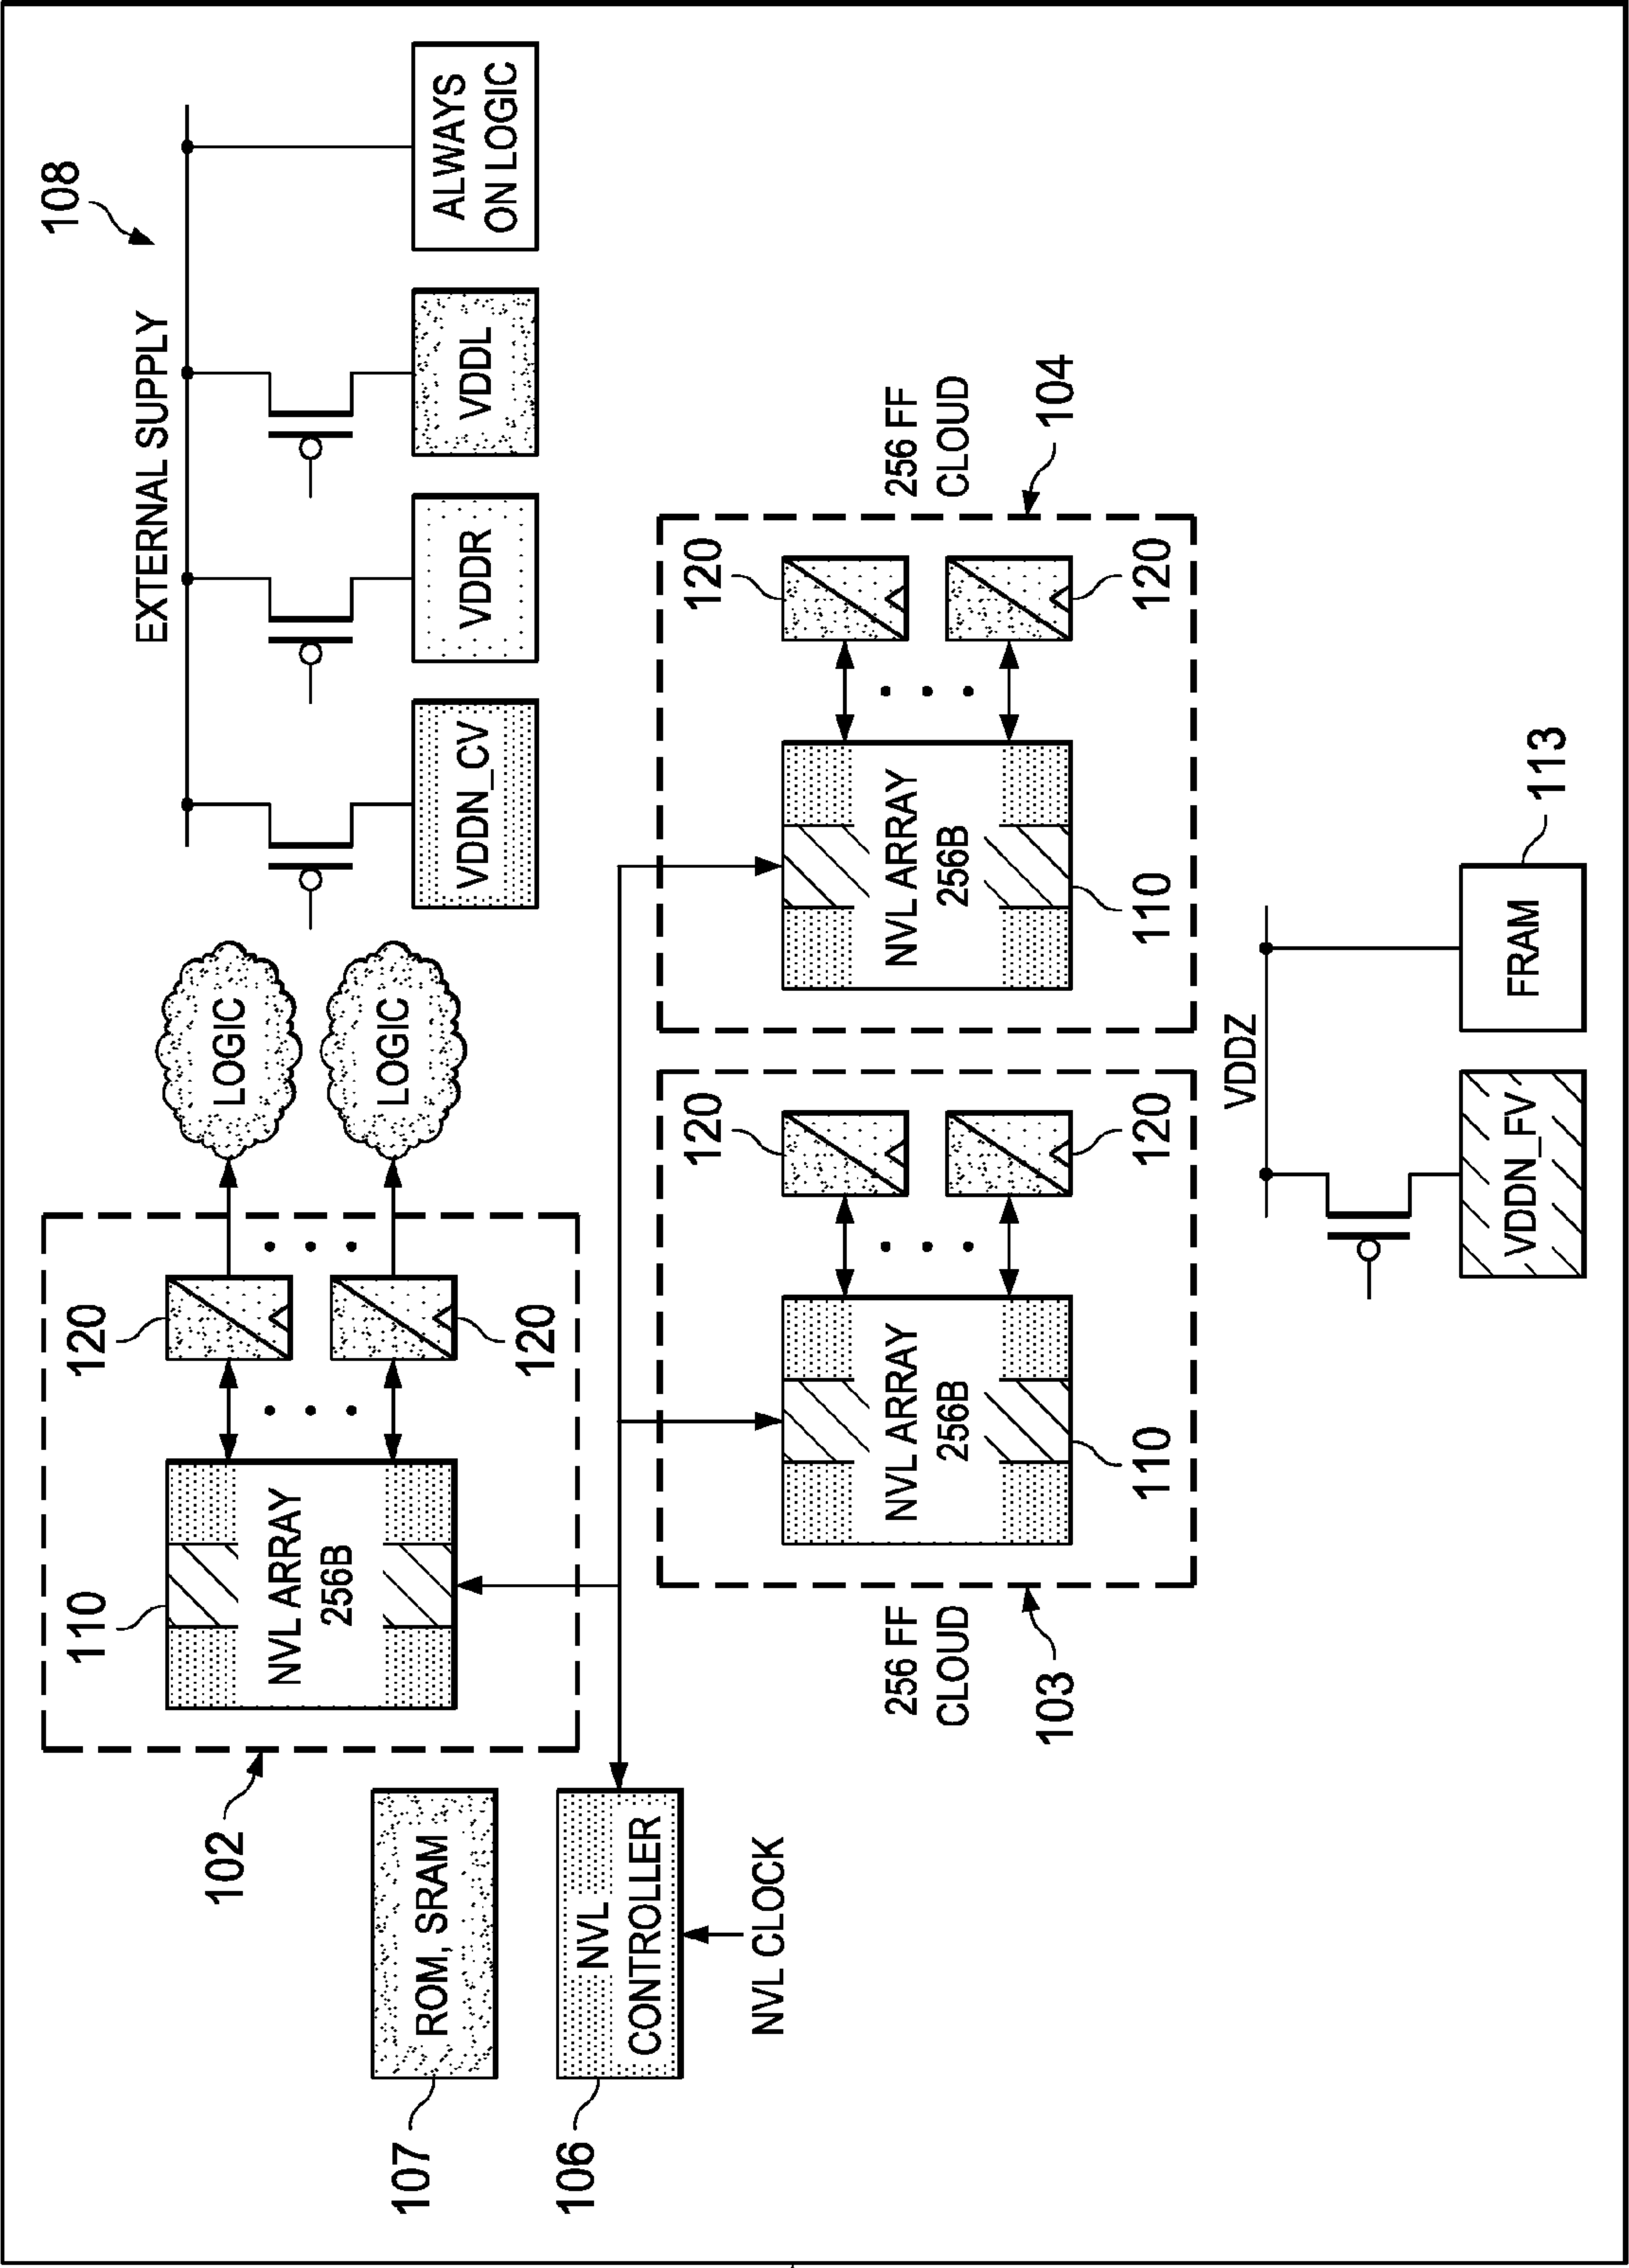 108
EXTERNAL SUPPLY
VDDN_CV
VDDR
VDDL
ALWAYS
ON LOGIC
102
110
NVL ARRAY
256B
120
120
LOGIC
LOGIC
107
ROM, SRAM
106
NVL
CONTROLLER
NVL CLOCK
256 FF
CLOUD
103
NVL ARRAY
256B
110
120
120
256 FF
CLOUD
104
NVL ARRAY
256B
110
120
120
VDDZ
VDDN_FV
FRAM
113